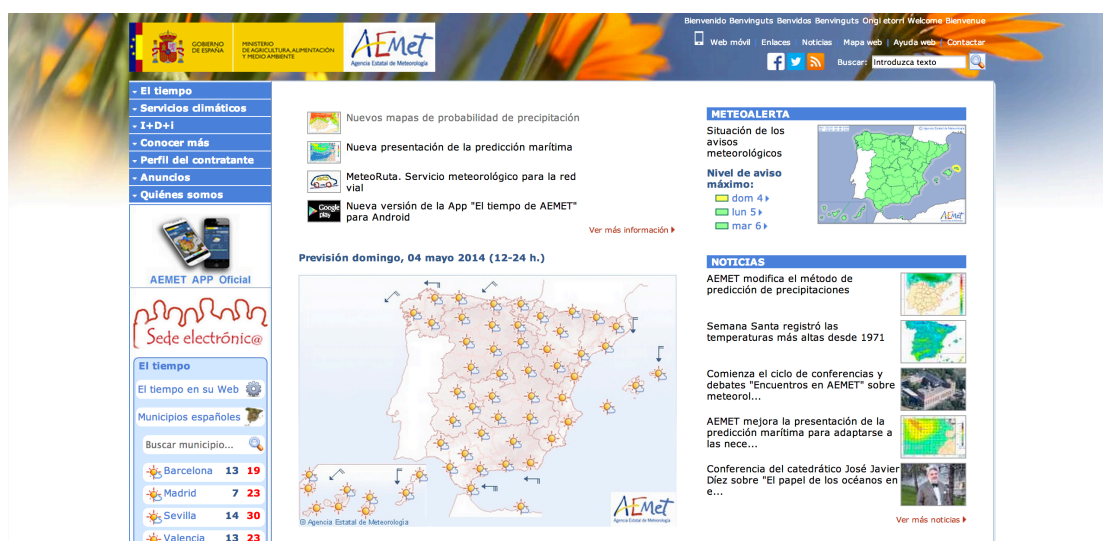 Bienvenido Benvinguts Benvidos Benvinguts Ongi etorri Welcome Bienvenue
GOBIERNO
DE ESPAÑA
MINISTERIO
DE AGRICULTURA, ALIMENTACIÓN
Y MEDIO AMBIENTE
AEMet
Agencia Estatal de Meteorología
Web móvil Enlaces Noticias Mapa web Ayuda web Contactar
Buscar: Introduzca texto
El tiempo
Servicios climáticos
I+D+i
Conocer más
Perfil del contratante
Anuncios
Quiénes somos
AEMET APP Oficial
Sede electrónic@
El tiempo
El tiempo en su Web
Municipios españoles
Buscar municipio...
Barcelona 13 19
Madrid 7 23
Sevilla 14 30
Valencia 13 23
Nuevos mapas de probabilidad de precipitación
Nueva presentación de la predicción marítima
MeteoRuta. Servicio meteorológico para la red
vial
Google
play
Nueva versión de la App "El tiempo de AEMET"
para Android
Ver más información
Previsión domingo, 04 mayo 2014 (12-24 h.)
© Agencia Estatal de Meteorología
AEMet
Agencia Estatal de Meteorología
METEOALERTA
Situación de los
avisos
meteorológicos
Nivel de aviso
máximo:
dom 4
lun 5
mar 6
AEMet
NOTICIAS
AEMET modifica el método de
predicción de precipitaciones
Semana Santa registró las
temperaturas más altas desde 1971
Comienza el ciclo de conferencias y
debates "Encuentros en AEMET" sobre
meteorol...
AEMET mejora la presentación de la
predicción marítima para adaptarse a
las nece...
Conferencia del catedrático José Javier
Díez sobre "El papel de los océanos en
e...
Ver más noticias